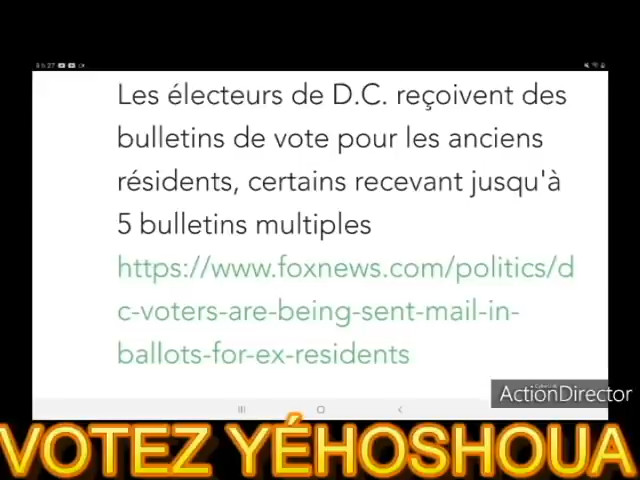 Les électeurs de D.C. reçoivent des
bulletins de vote pour les anciens
résidents, certains recevant jusqu'à
5 bulletins multiples
https://www.foxnews.com/politics/d
c-voters-are-being-sent-mail-in-
ballots-for-ex-residents
ActionDirector
VOTEZ YÉHOSHOUA